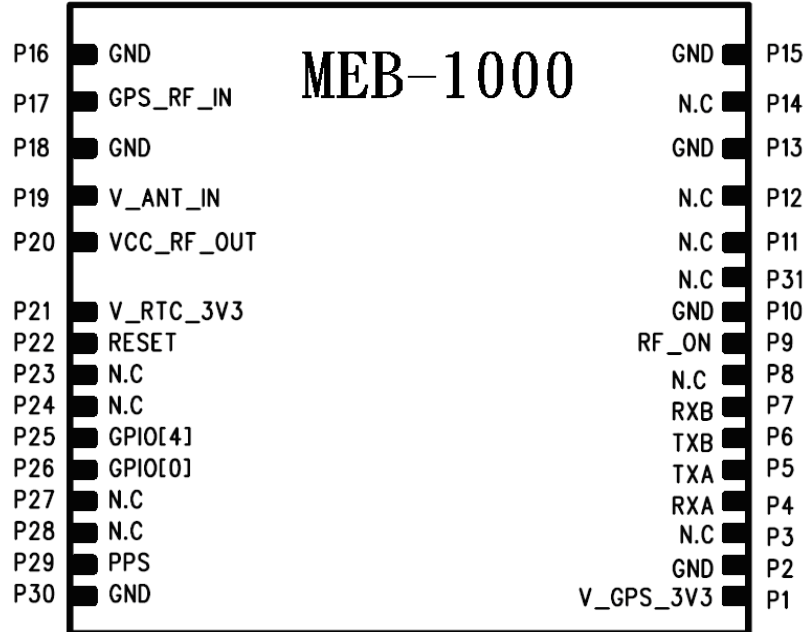 MEB-1000
P16 GND GND P15
P17 GPS_RF_IN N.C P14
P18 GND GND P13
P19 V_ANT_IN N.C P12
P20 VCC_RF_OUT N.C P11
N.C P31
P21 V_RTC_3V3 GND P10
P22 RESET RF_ON P9
P23 N.C N.C P8
P24 N.C RXB P7
P25 GPIO[4] TXB P6
P26 GPIO[0] TXA P5
P27 N.C RXA P4
P28 N.C N.C P3
P29 PPS GND P2
P30 GND V_GPS_3V3 P1